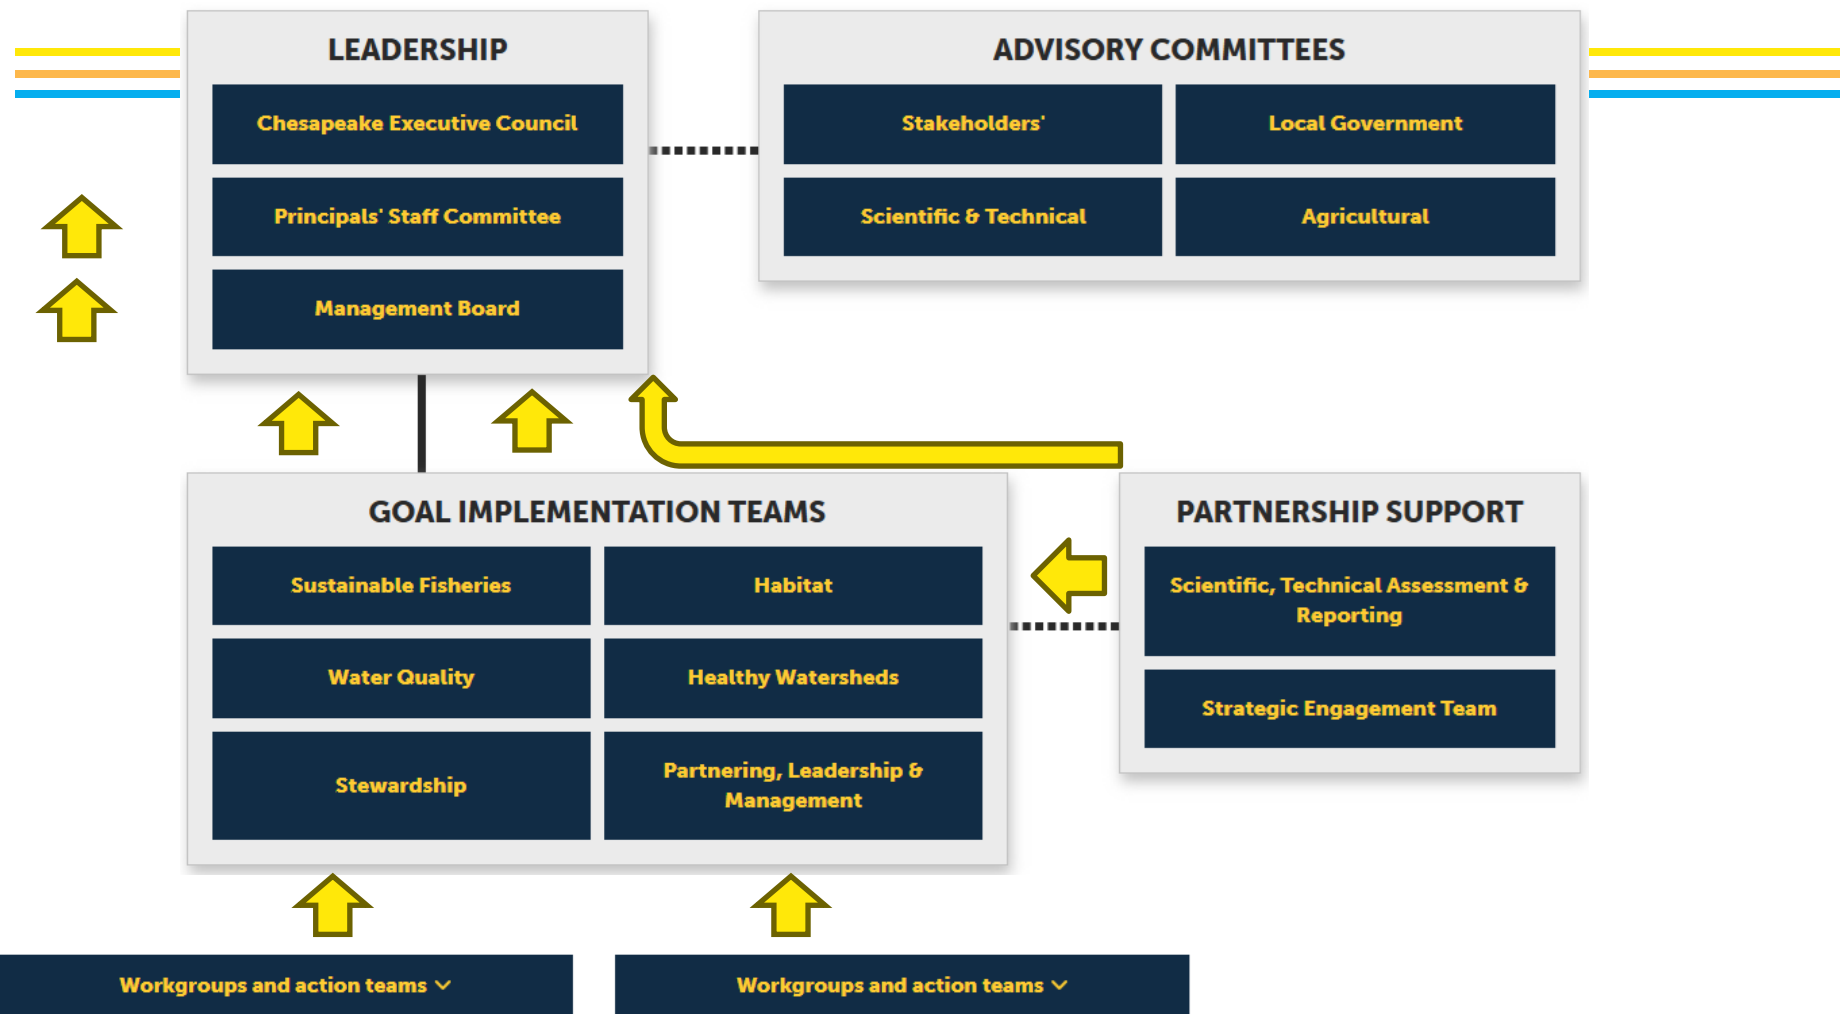 LEADERSHIP
Chesapeake Executive Council
Principals' Staff Committee
Management Board
ADVISORY COMMITTEES
Stakeholders'
Local Government
Scientific & Technical
Agricultural
GOAL IMPLEMENTATION TEAMS
Sustainable Fisheries
Habitat
Water Quality
Healthy Watersheds
Stewardship
Partnering, Leadership &
Management
PARTNERSHIP SUPPORT
Scientific, Technical Assessment &
Reporting
Strategic Engagement Team
Workgroups and action teams
Workgroups and action teams